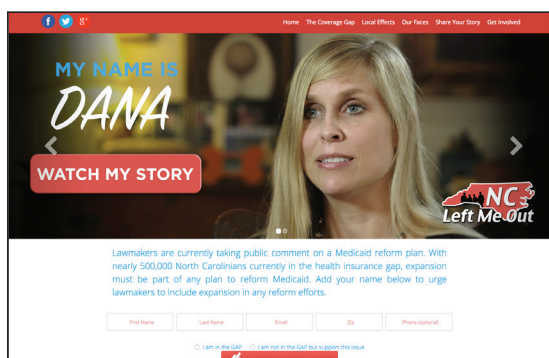 Home The Coverage Gap Local Effects Our Faces Share Your Story Get Involved
MY NAME IS
DANA
WATCH MY STORY
NC
Left Me Out
Lawmakers are currently taking public comment on a Medicaid reform plan. With
nearly 500,000 North Carolinians currently in the health insurance gap, expansion
must be part of any plan to reform Medicaid. Add your name below to urge
lawmakers to include expansion in any reform efforts.
First Name Last Name Email Zip Phone (optional)
I am in the GAP I am not in the GAP but support this issue